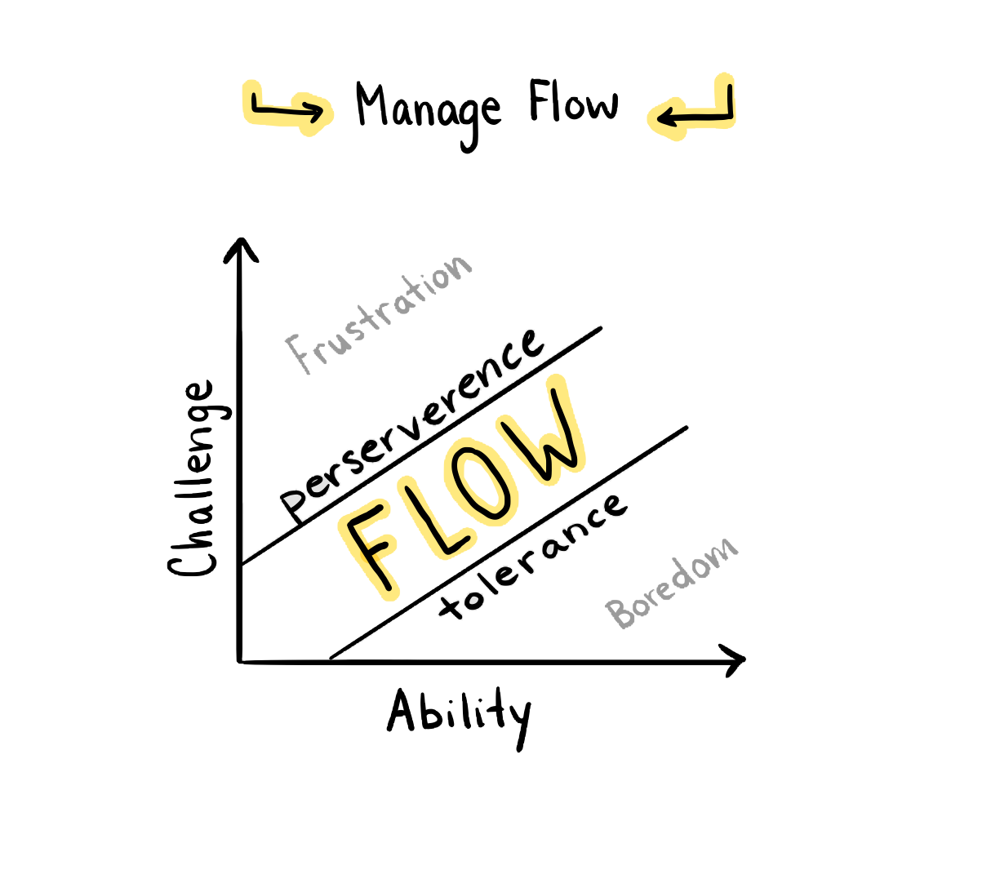 Manage Flow
Frustration
perserverence
FLOW
tolerance
Boredom
Challenge
Ability